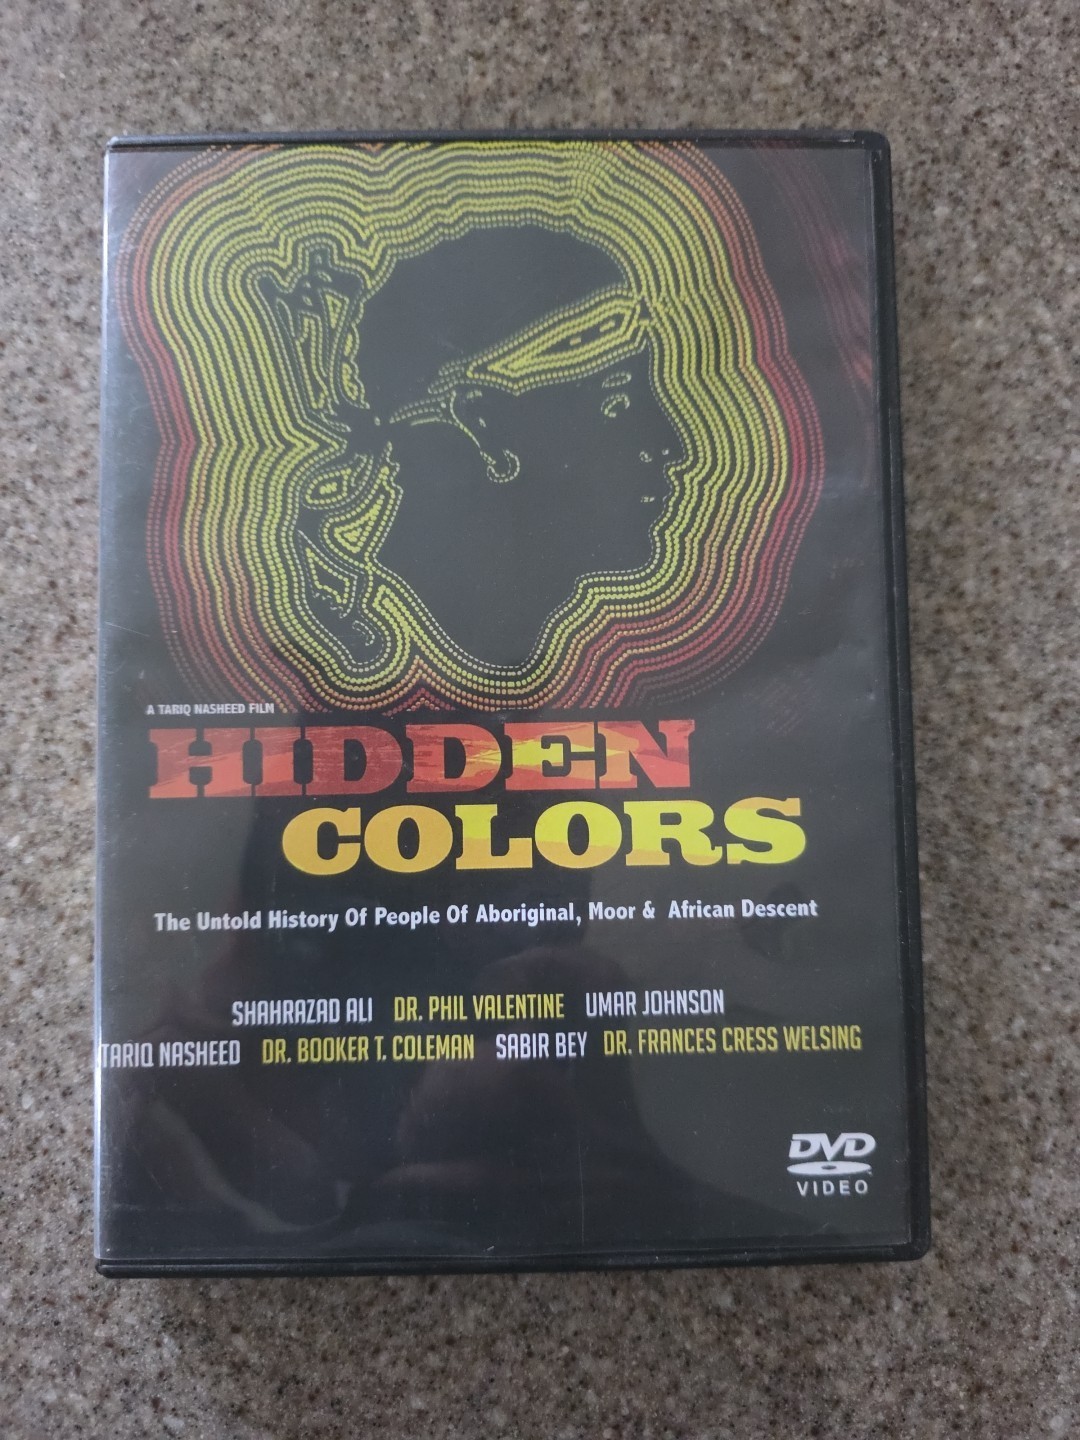 A TARIQ NASHEED FILM
HIDDEN
COLORS
The Untold History Of People Of Aboriginal, Moor & African Descent
SHAHRAZAD ALI DR. PHIL VALENTINE UMAR JOHNSON
TARIQ NASHEED DR. BOOKER T. COLEMAN SABIR BEY DR. FRANCES CRESS WELSING
DVD
VIDEO